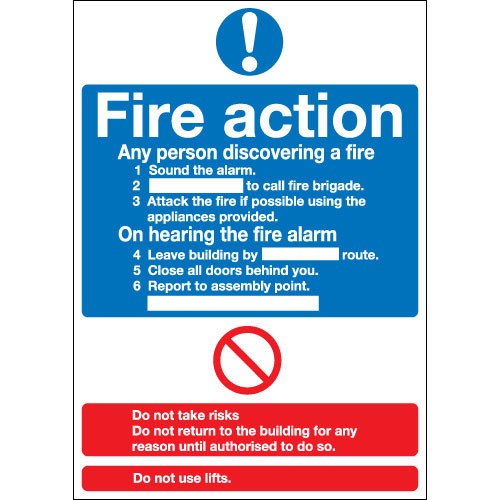 Fire action
Any person discovering a fire
1 Sound the alarm.
2 to call fire brigade.
3 Attack the fire if possible using the
appliances provided.
On hearing the fire alarm
4 Leave building by route.
5 Close all doors behind you.
6 Report to assembly point.
Do not take risks
Do not return to the building for any
reason until authorised to do so.
Do not use lifts.